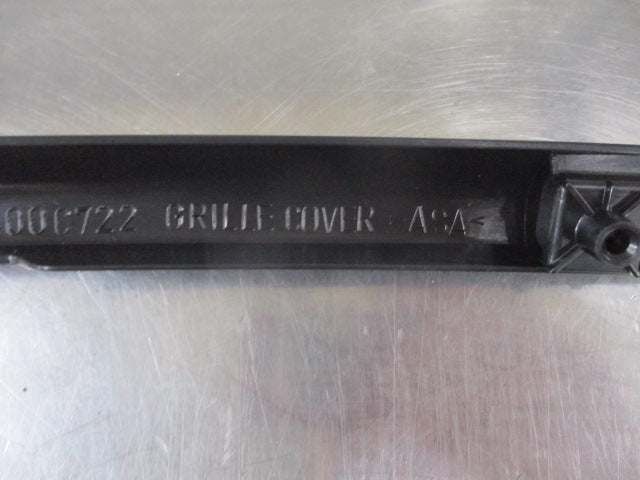 00C722 GRILLE COVER >ASA<